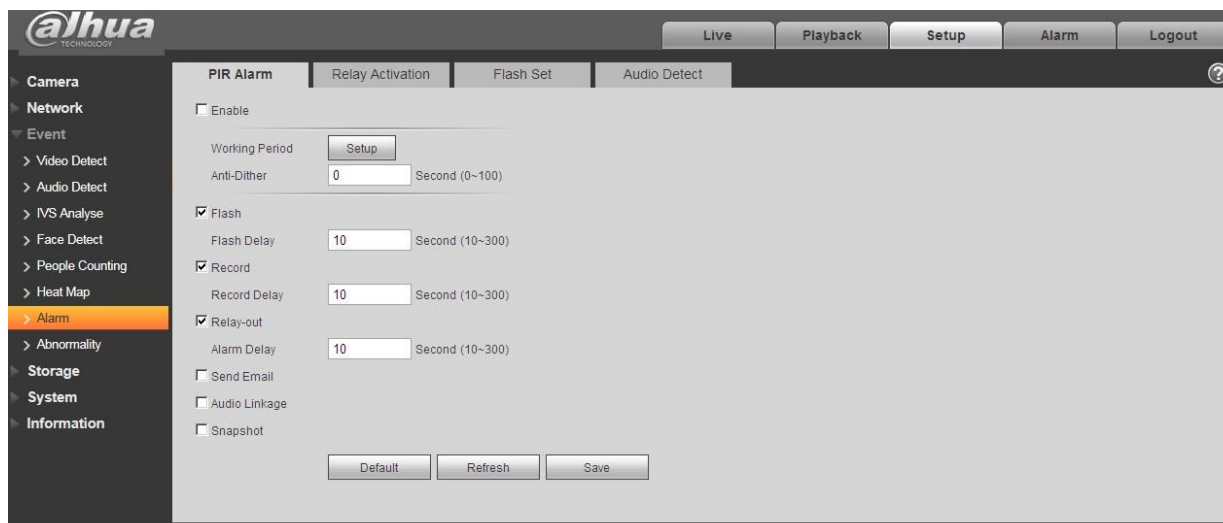 alhua
TECHNOLOGY
Live
Playback
Setup
Alarm
Logout
Camera
Network
Event
Video Detect
Audio Detect
IVS Analyse
Face Detect
People Counting
Heat Map
Alarm
Abnormality
Storage
System
Information
PIR Alarm
Relay Activation
Flash Set
Audio Detect
?
Enable
Working Period Setup
Anti-Dither 0 Second (0~100)
Flash
Flash Delay 10 Second (10~300)
Record
Record Delay 10 Second (10~300)
Relay-out
Alarm Delay 10 Second (10~300)
Send Email
Audio Linkage
Snapshot
Default Refresh Save